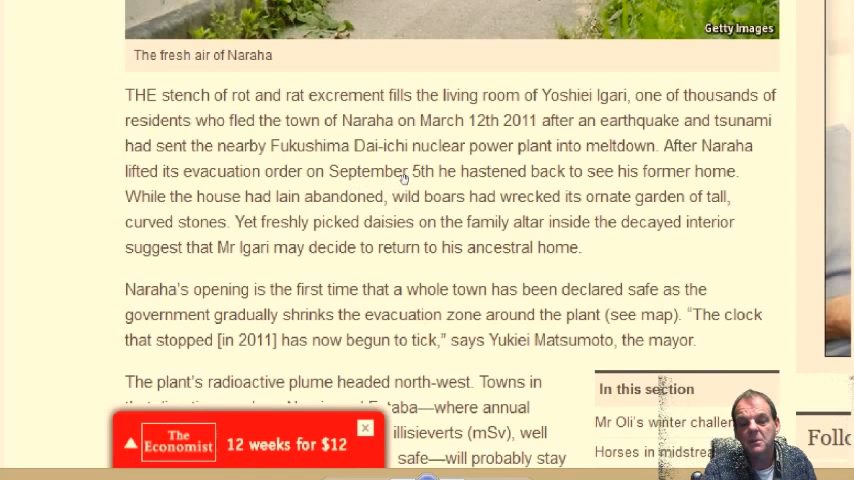 Getty Images
The fresh air of Naraha
THE stench of rot and rat excrement fills the living room of Yoshiei Igari, one of thousands of
residents who fled the town of Naraha on March 12th 2011 after an earthquake and tsunami
had sent the nearby Fukushima Dai-ichi nuclear power plant into meltdown. After Naraha
lifted its evacuation order on September 5th he hastened back to see his former home.
While the house had lain abandoned, wild boars had wrecked its ornate garden of tall,
curved stones. Yet freshly picked daisies on the family altar inside the decayed interior
suggest that Mr Igari may decide to return to his ancestral home.
Naraha's opening is the first time that a whole town has been declared safe as the
government gradually shrinks the evacuation zone around the plant (see map). “The clock
that stopped [in 2011] has now begun to tick,” says Yukiei Matsumoto, the mayor.
The plant's radioactive plume headed north-west. Towns in
where annual
illisieverts (mSv), well
safe—will probably stay
The
Economist
12 weeks for $12
In this section
Mr Oli's winter challen
Horses in midstrea
Follo